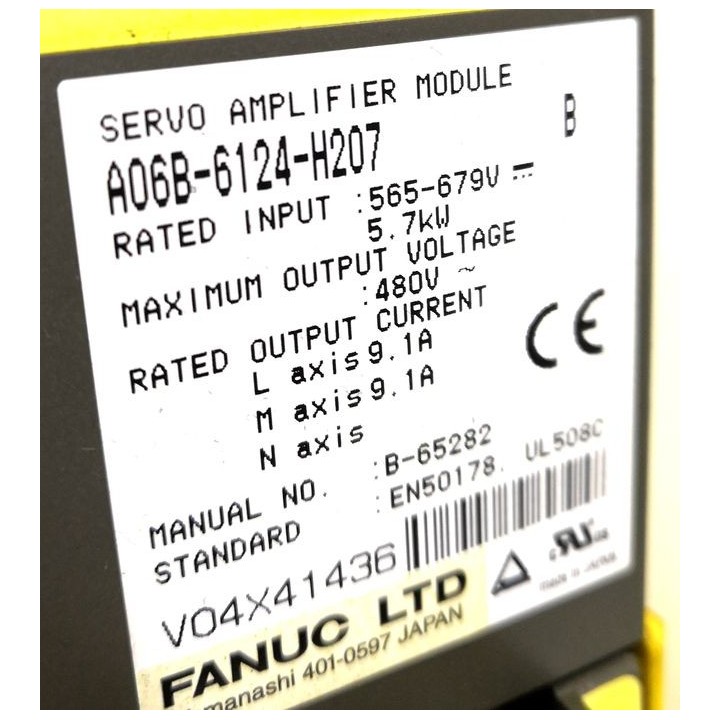 SERVO AMPLIFIER MODULE
A06B-6124-H207 B
RATED INPUT :565-679V ⎓
5.7kW
MAXIMUM OUTPUT VOLTAGE
:480V ~
RATED OUTPUT CURRENT
L axis 9.1A
M axis 9.1A
N axis
CE
MANUAL NO. :B-65282
STANDARD :EN50178. UL508C
V04X41436
FANUC LTD
manashi 401-0597 JAPAN
made in JAPAN